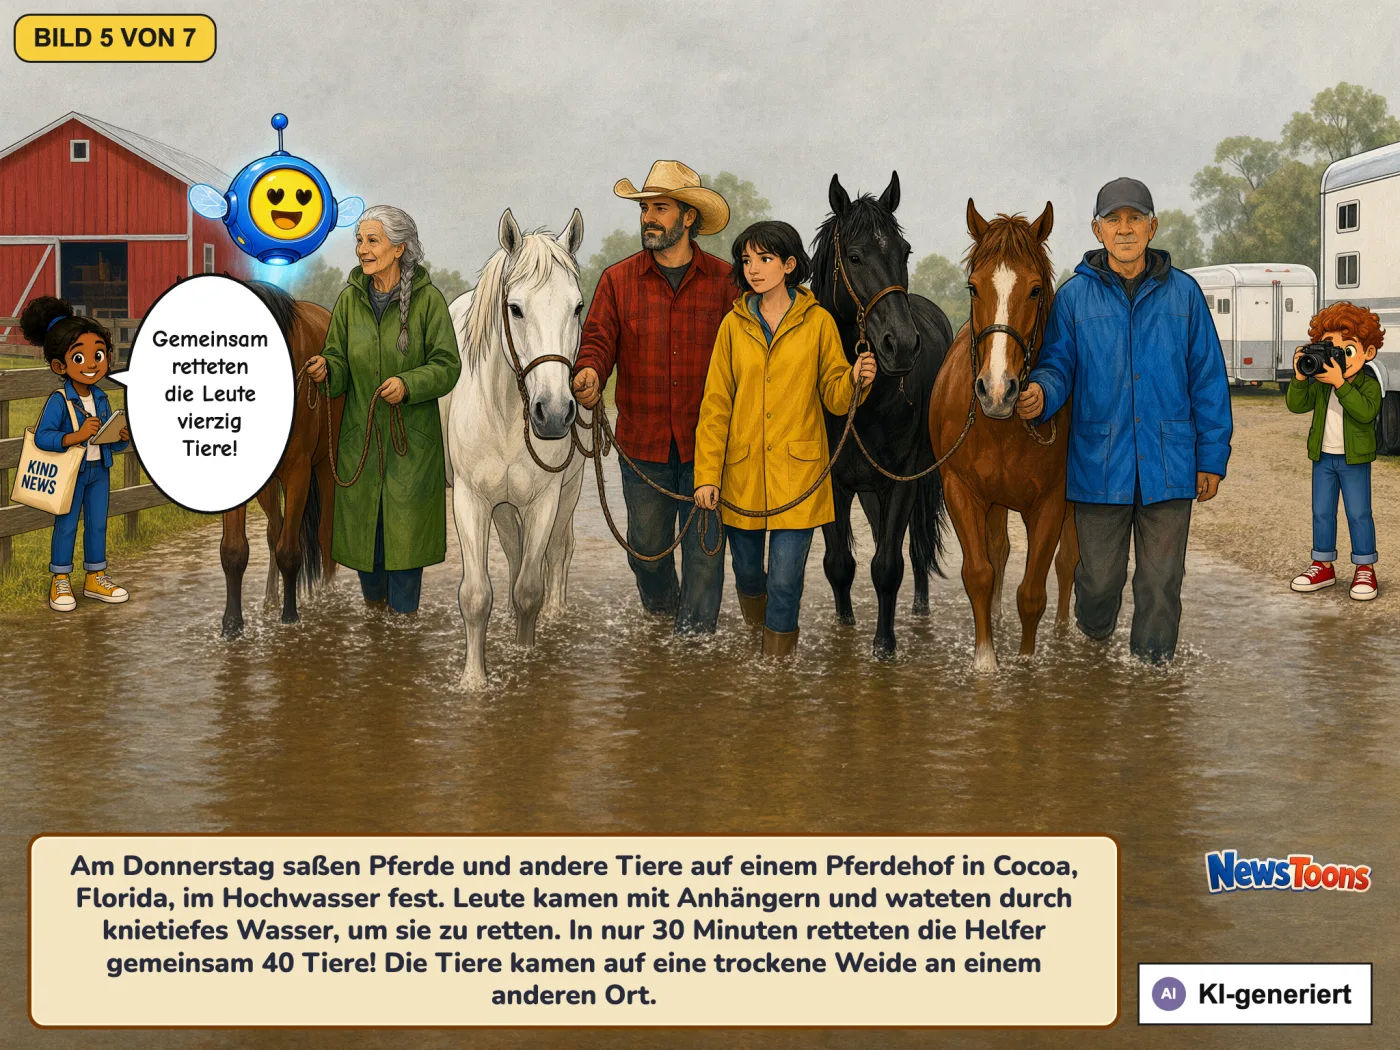 BILD 5 VON 7
Gemeinsam
retteten
die Leute
vierzig
Tiere!
KIND
NEWS
Am Donnerstag saßen Pferde und andere Tiere auf einem Pferdehof in Cocoa,
Florida, im Hochwasser fest. Leute kamen mit Anhängern und wateten durch
knietiefes Wasser, um sie zu retten. In nur 30 Minuten retteten die Helfer
gemeinsam 40 Tiere! Die Tiere kamen auf eine trockene Weide an einem
anderen Ort.
NEWSTOONS
AI KI-generiert